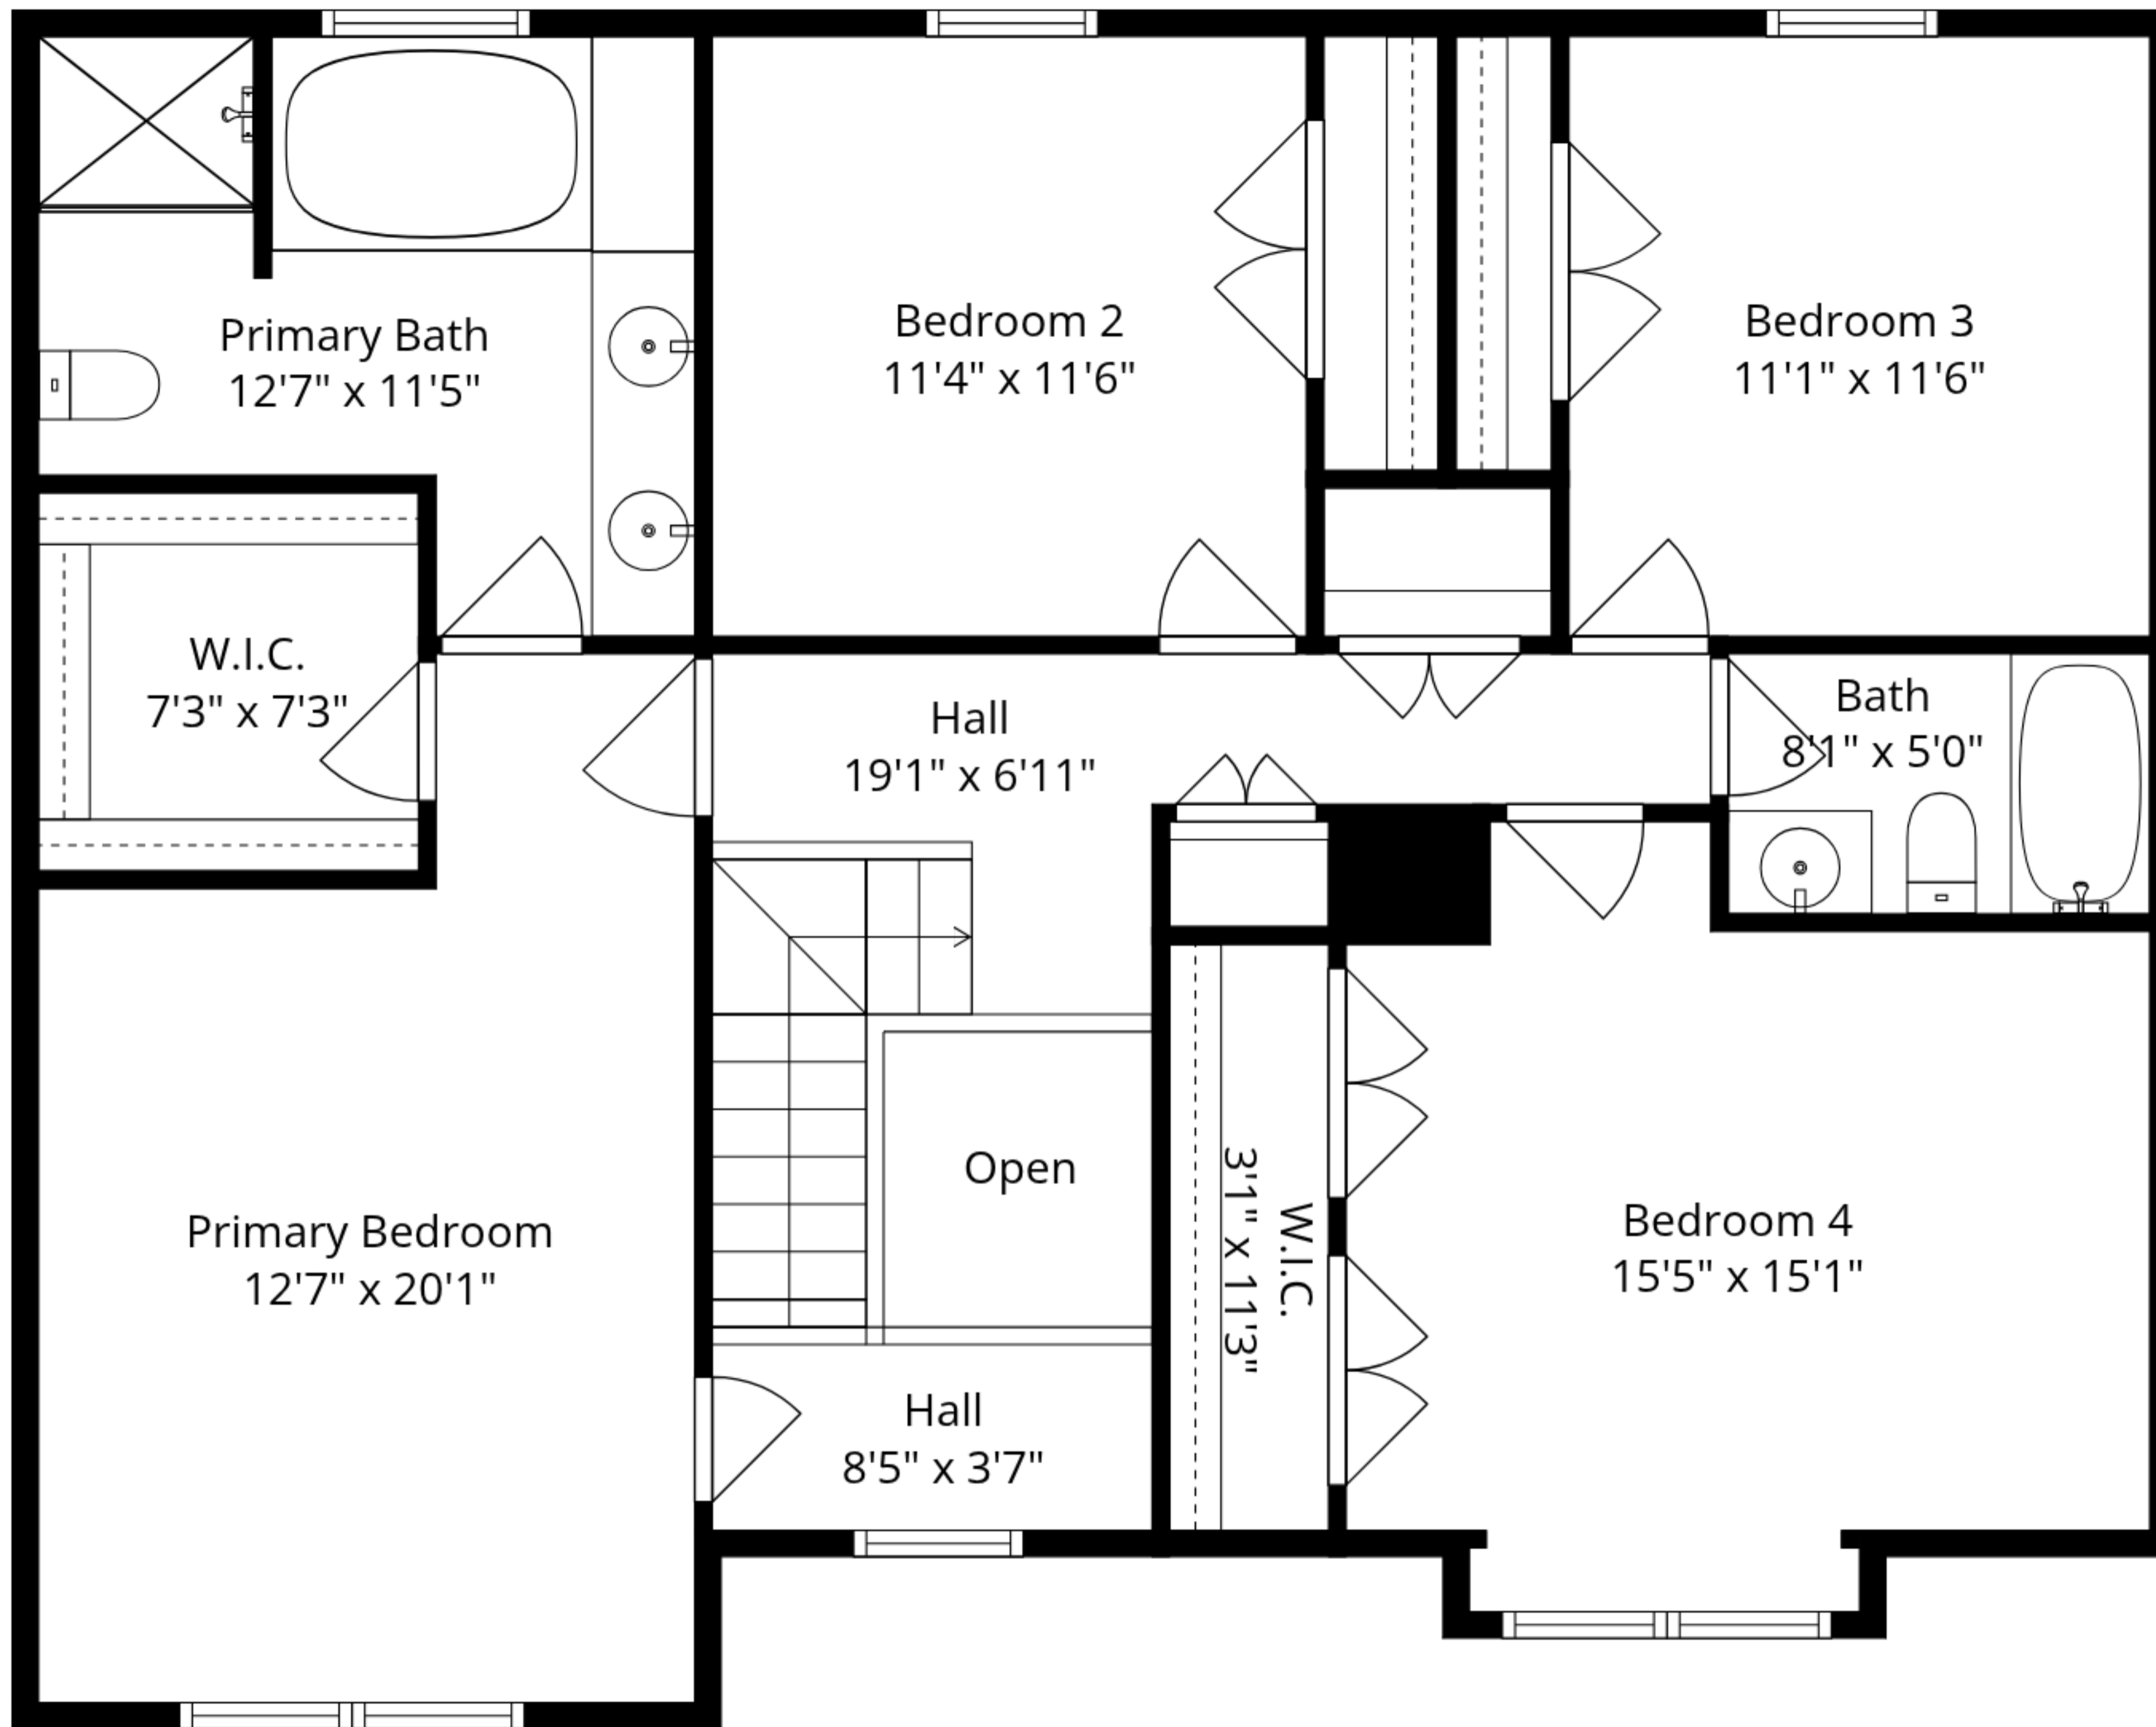 Primary Bath
12'7" x 11'5"
Bedroom 2
11'4" x 11'6"
Bedroom 3
11'1" x 11'6"
W.I.C.
7'3" x 7'3"
Hall
19'1" x 6'11"
Bath
8'1" x 5'0"
Primary Bedroom
12'7" x 20'1"
Open
W.I.C.
3'1" x 11'3"
Bedroom 4
15'5" x 15'1"
Hall
8'5" x 3'7"